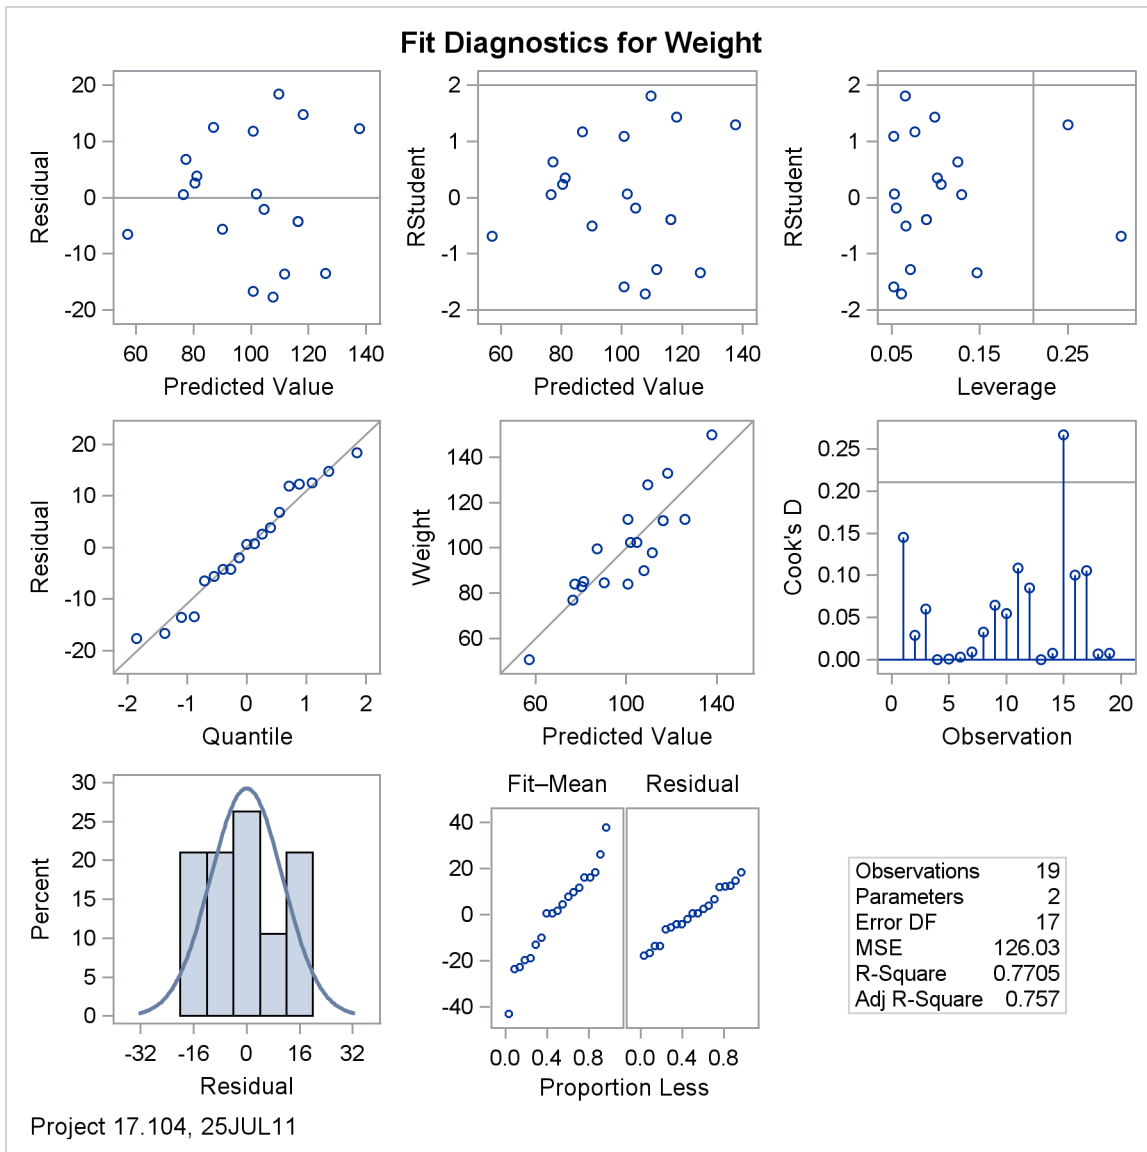 Fit Diagnostics for Weight
Residual
20
10
0
-10
-20
60 80 100 120 140
Predicted Value
RStudent
2
1
0
-1
-2
60 80 100 120 140
Predicted Value
RStudent
2
1
0
-1
-2
0.05 0.15 0.25
Leverage
Residual
20
10
0
-10
-20
-2 -1 0 1 2
Quantile
Weight
140
120
100
80
60
60 100 140
Predicted Value
Cook's D
0.25
0.20
0.15
0.10
0.05
0.00
0 5 10 15 20
Observation
Percent
30
25
20
15
10
5
0
-32 -16 0 16 32
Residual
Fit–Mean Residual
40
20
0
-20
-40
0.0 0.4 0.8 0.0 0.4 0.8
Proportion Less
Observations 19
Parameters 2
Error DF 17
MSE 126.03
R-Square 0.7705
Adj R-Square 0.757
Project 17.104, 25JUL11